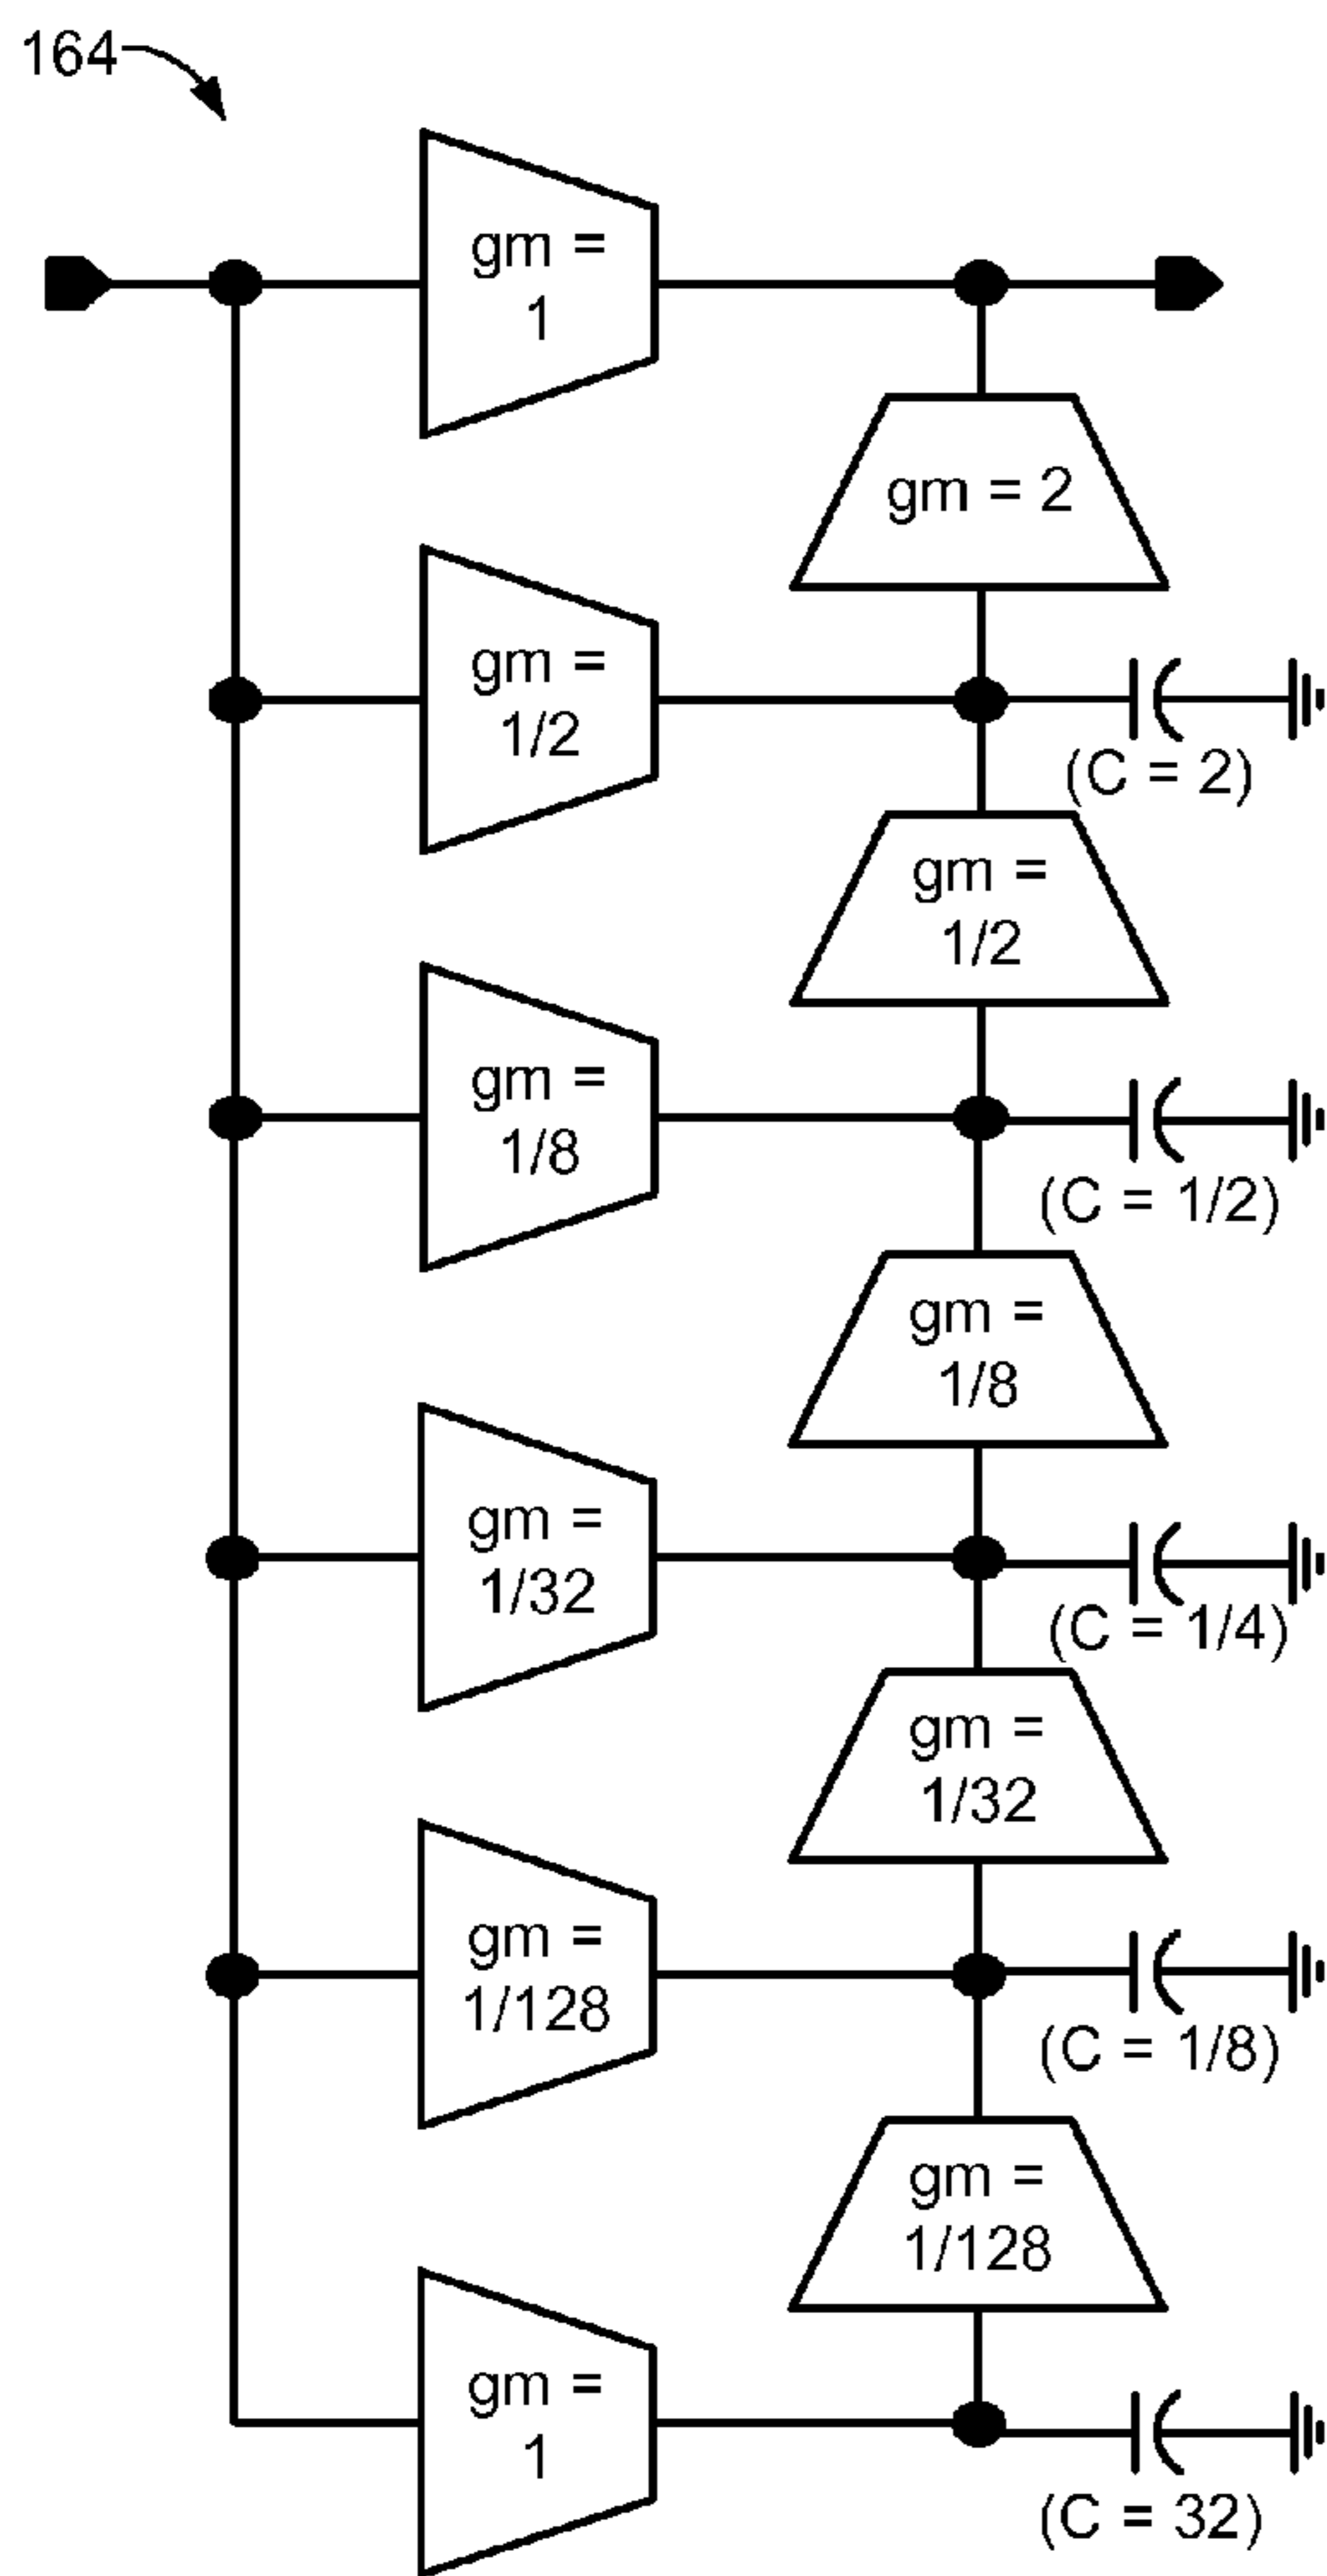 164
gm =
1
gm = 2
gm =
1/2
(C = 2)
gm =
1/2
gm =
1/8
(C = 1/2)
gm =
1/8
gm =
1/32
(C = 1/4)
gm =
1/32
gm =
1/128
(C = 1/8)
gm =
1/128
gm =
1
(C = 32)